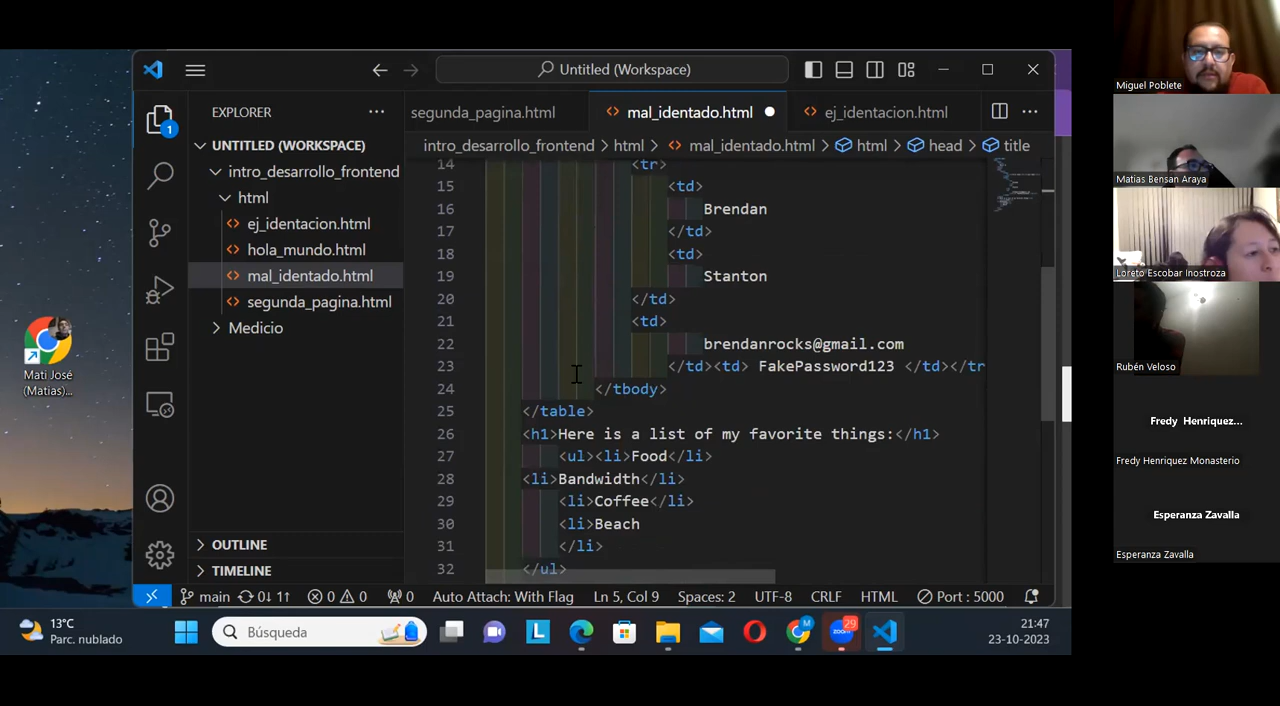 Untitled (Workspace)
EXPLORER
segunda_pagina.html
mal_identado.html
ej_identacion.html
UNTITLED (WORKSPACE)
intro_desarrollo_frontend
html
ej_identacion.html
hola_mundo.html
mal_identado.html
segunda_pagina.html
Medicio
OUTLINE
TIMELINE
1
intro_desarrollo_frontend > html > mal_identado.html > html > head > title
14 <tr>
15 <td>
16 Brendan
17 </td>
18 <td>
19 Stanton
20 </td>
21 <td>
22 brendanrocks@gmail.com
23 </td><td> FakePassword123 </td></tr
24 </tbody>
25 </table>
26 <h1>Here is a list of my favorite things:</h1>
27 <ul><li>Food</li>
28 <li>Bandwidth</li>
29 <li>Coffee</li>
30 <li>Beach
31 </li>
32 </ul>
main 0↓ 11↑ 0 0 0 Auto Attach: With Flag Ln 5, Col 9 Spaces: 2 UTF-8 CRLF HTML Port : 5000
Mati José
(Matias)...
13°C
Parc. nublado
Búsqueda
M
29
zoom
21:47
23-10-2023
Miguel Poblete
Matias Bensan Araya
Loreto Escobar Inostroza
Rubén Veloso
Fredy Henriquez...
Fredy Henriquez Monasterio
Esperanza Zavalla
Esperanza Zavalla